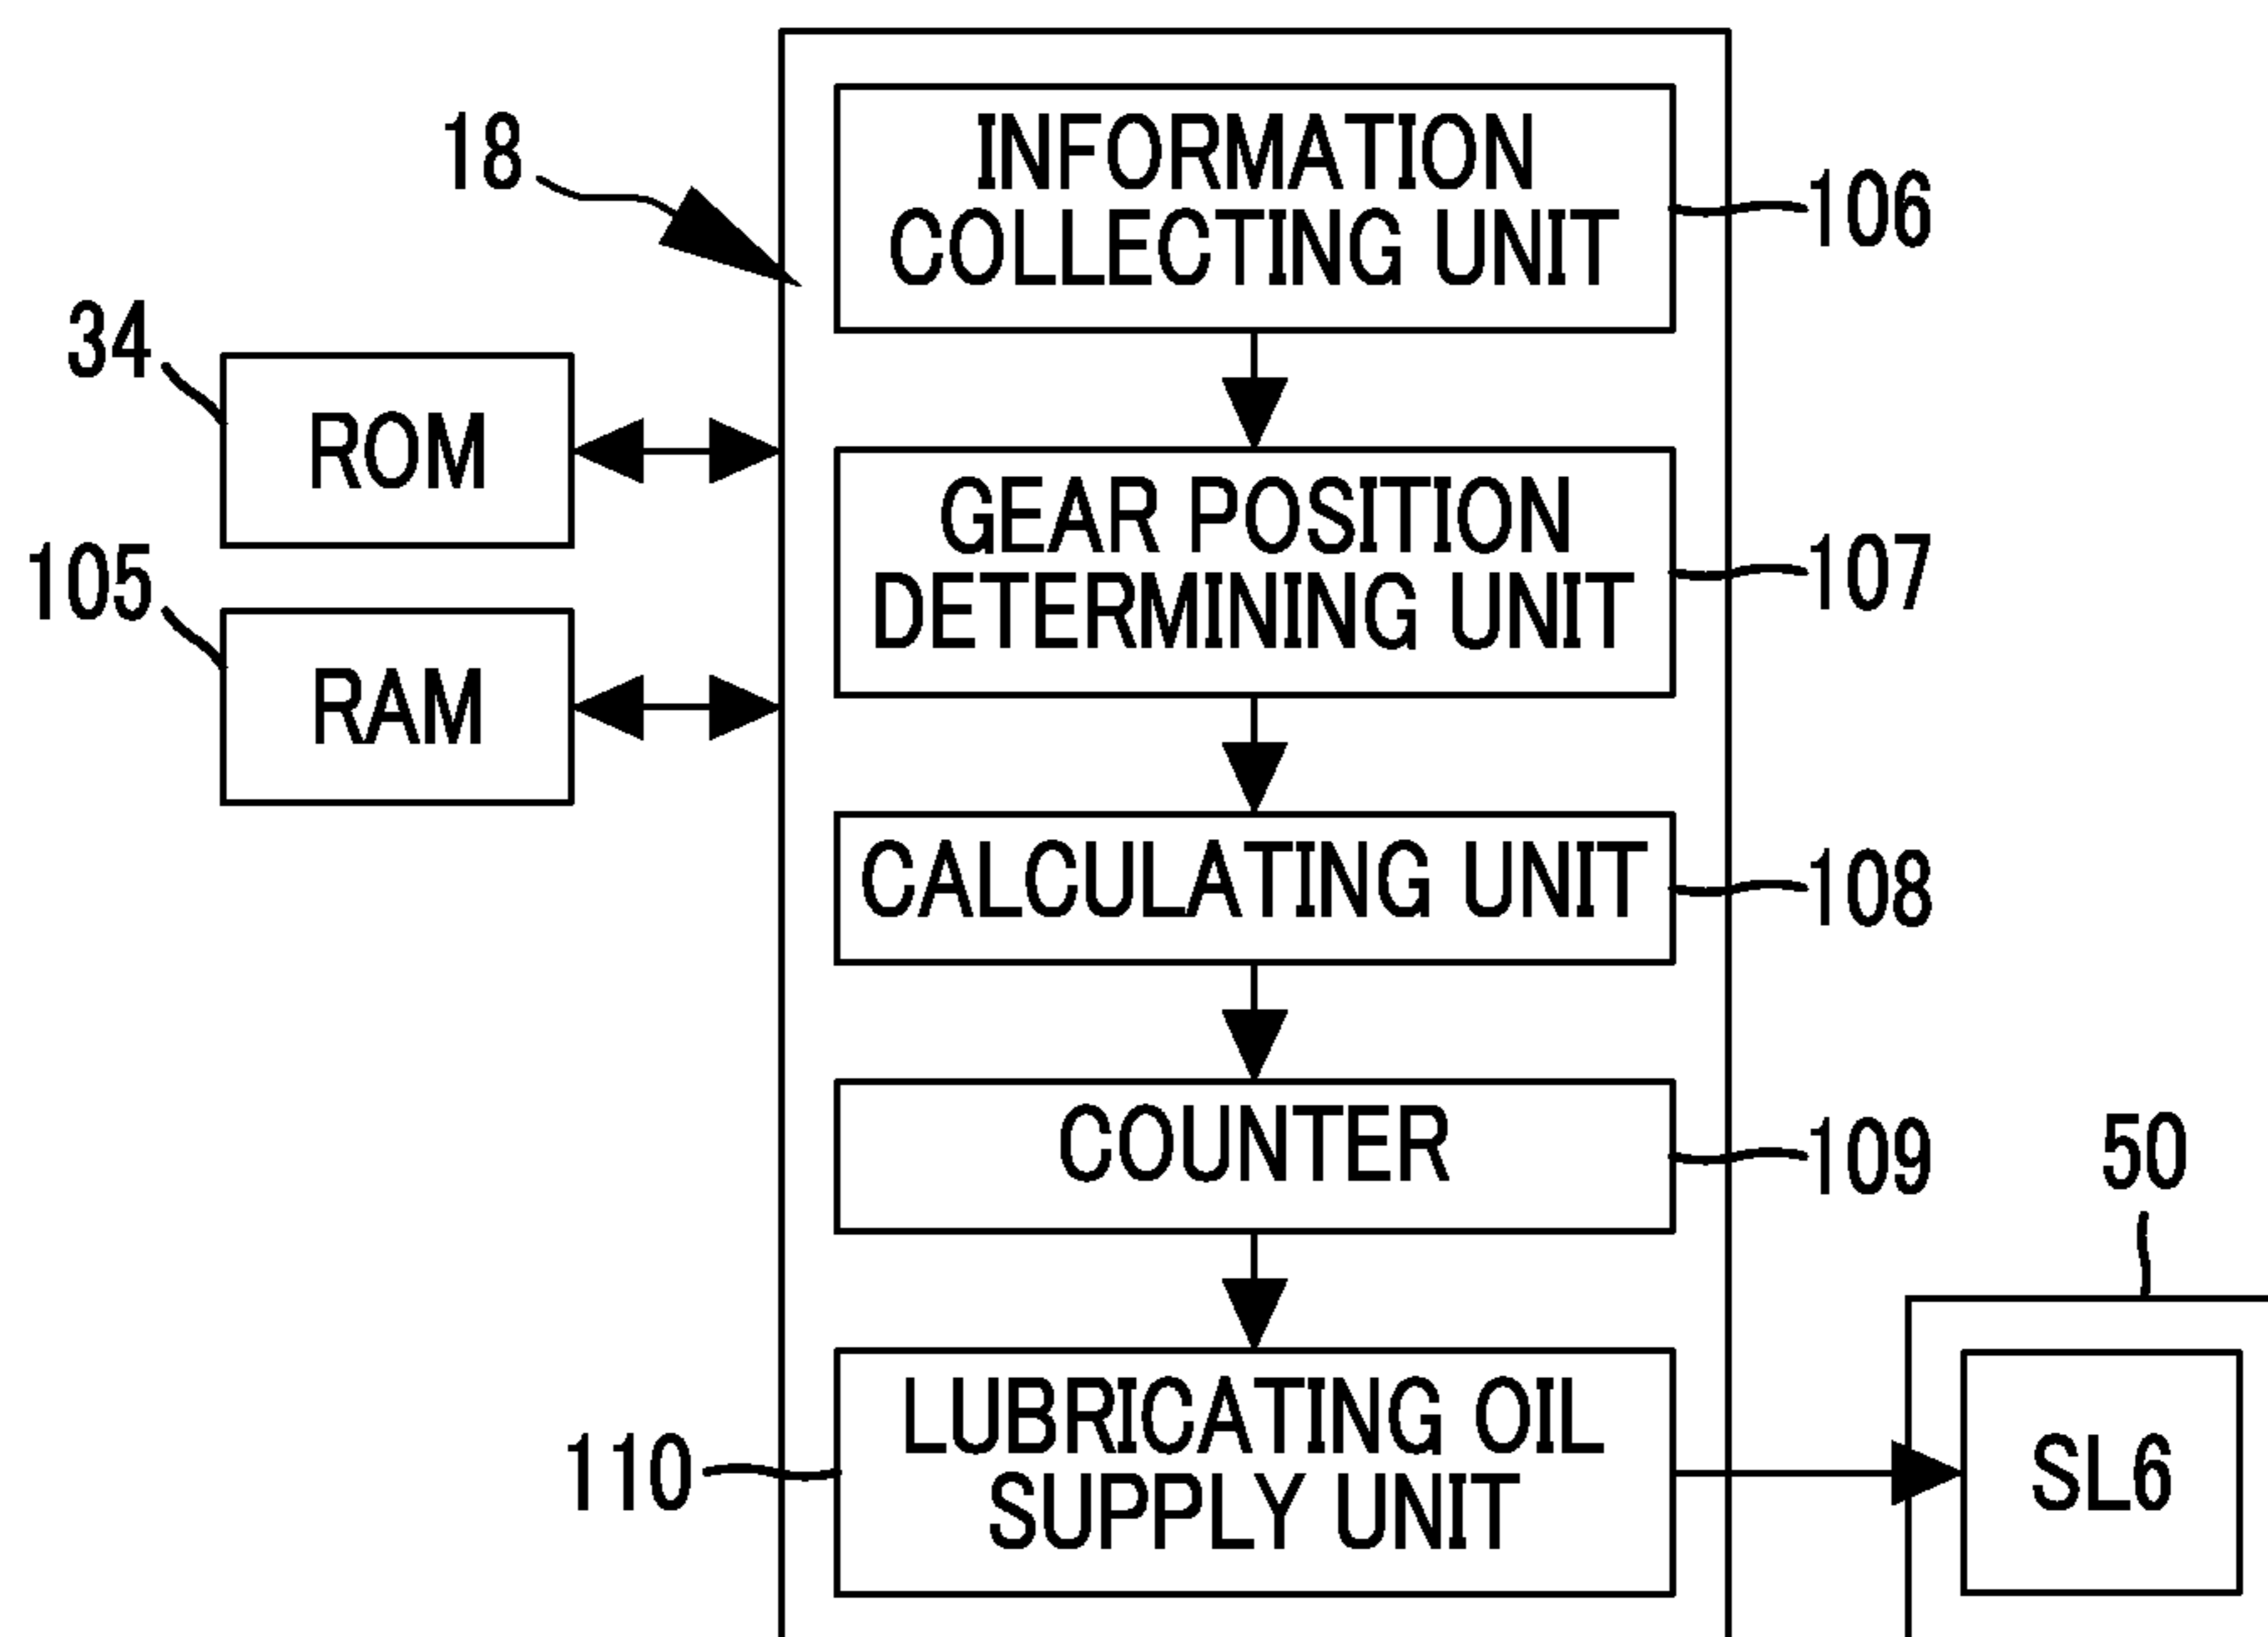 18
INFORMATION
COLLECTING UNIT
106
34
ROM
GEAR POSITION
DETERMINING UNIT
107
105
RAM
CALCULATING UNIT
108
COUNTER
109
50
LUBRICATING OIL
SUPPLY UNIT
110
SL6